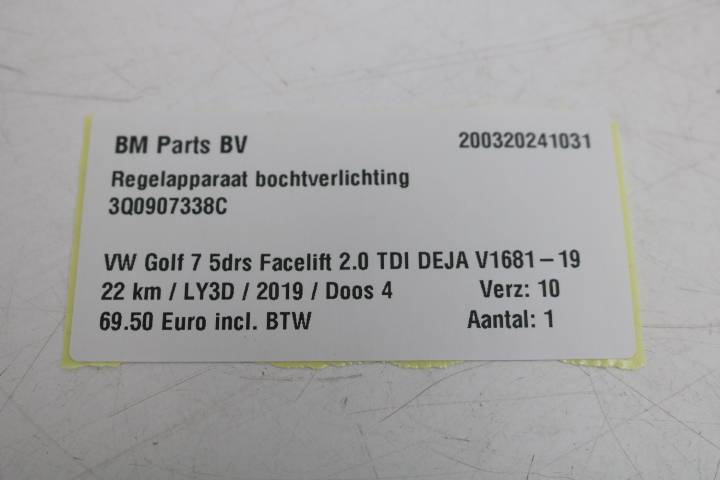 BM Parts BV 200320241031
Regelapparaat bochtverlichting
3Q0907338C
VW Golf 7 5drs Facelift 2.0 TDI DEJA V1681-19
22 km / LY3D / 2019 / Doos 4 Verz: 10
69.50 Euro incl. BTW Aantal: 1